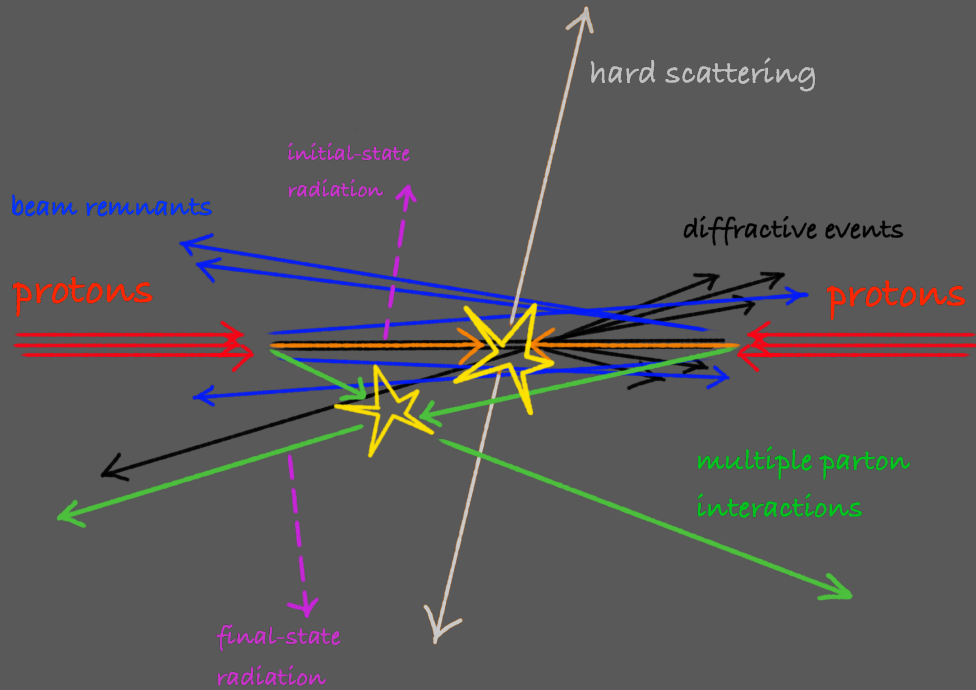 hard scattering
initial-state
radiation
beam remnants
diffractive events
protons
protons
multiple parton
interactions
final-state
radiation